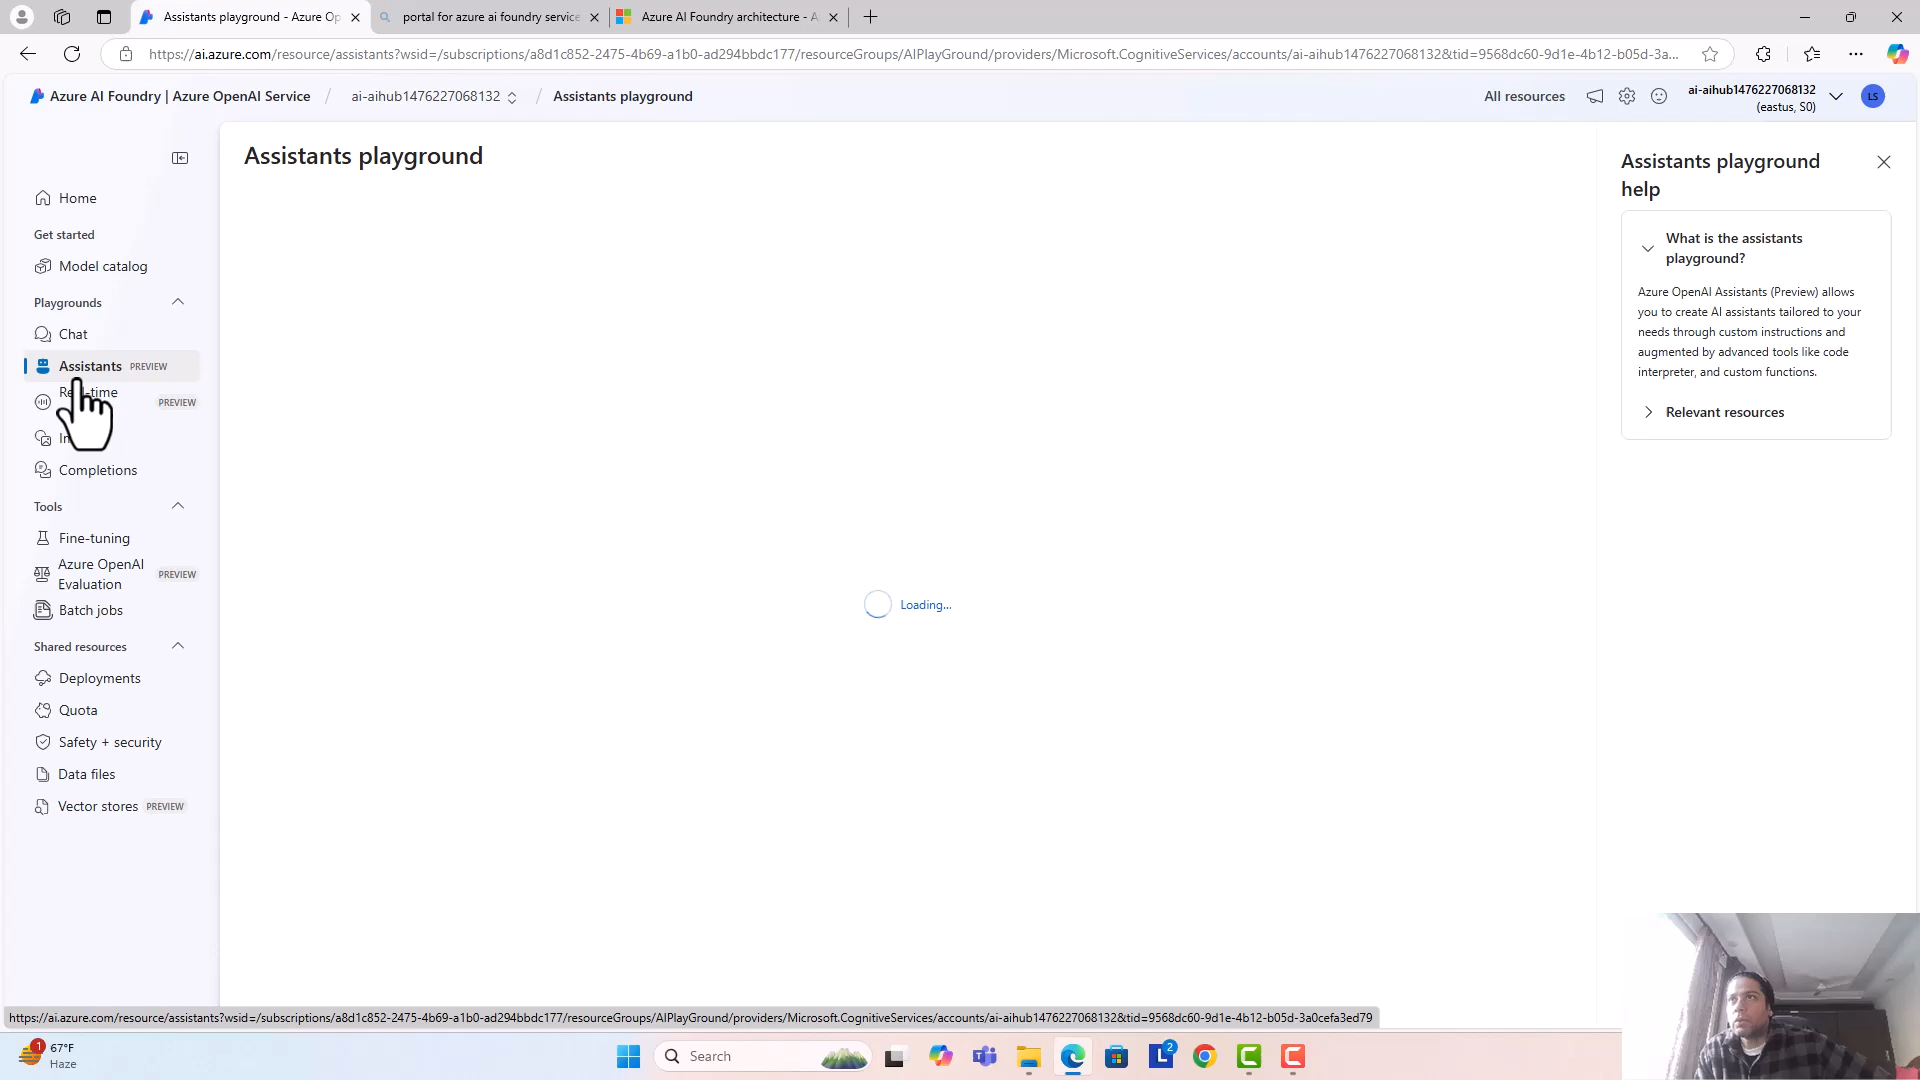 Assistants playground - Azure Op
portal for azure ai foundry service
Azure AI Foundry architecture - A
https://ai.azure.com/resource/assistants?wsid=/subscriptions/a8d1c852-2475-4b69-a1b0-ad294bbdc177/resourceGroups/AIPlayGround/providers/Microsoft.CognitiveServices/accounts/ai-aihub1476227068132&tid=9568dc60-9d1e-4b12-b05d-3a...
Azure AI Foundry | Azure OpenAI Service / ai-aihub1476227068132 / Assistants playground
All resources
ai-aihub1476227068132
(eastus, S0)
LS
Home
Get started
Model catalog
Playgrounds
Chat
Assistants PREVIEW
PREVIEW
Completions
Tools
Fine-tuning
Azure OpenAI
Evaluation
PREVIEW
Batch jobs
Shared resources
Deployments
Quota
Safety + security
Data files
Vector stores PREVIEW
Assistants playground
Loading...
Assistants playground
help
What is the assistants
playground?
Azure OpenAI Assistants (Preview) allows
you to create AI assistants tailored to your
needs through custom instructions and
augmented by advanced tools like code
interpreter, and custom functions.
Relevant resources
https://ai.azure.com/resource/assistants?wsid=/subscriptions/a8d1c852-2475-4b69-a1b0-ad294bbdc177/resourceGroups/AIPlayGround/providers/Microsoft.CognitiveServices/accounts/ai-aihub1476227068132&tid=9568dc60-9d1e-4b12-b05d-3a0cefa3ed79
1
67°F
Haze
Search
2